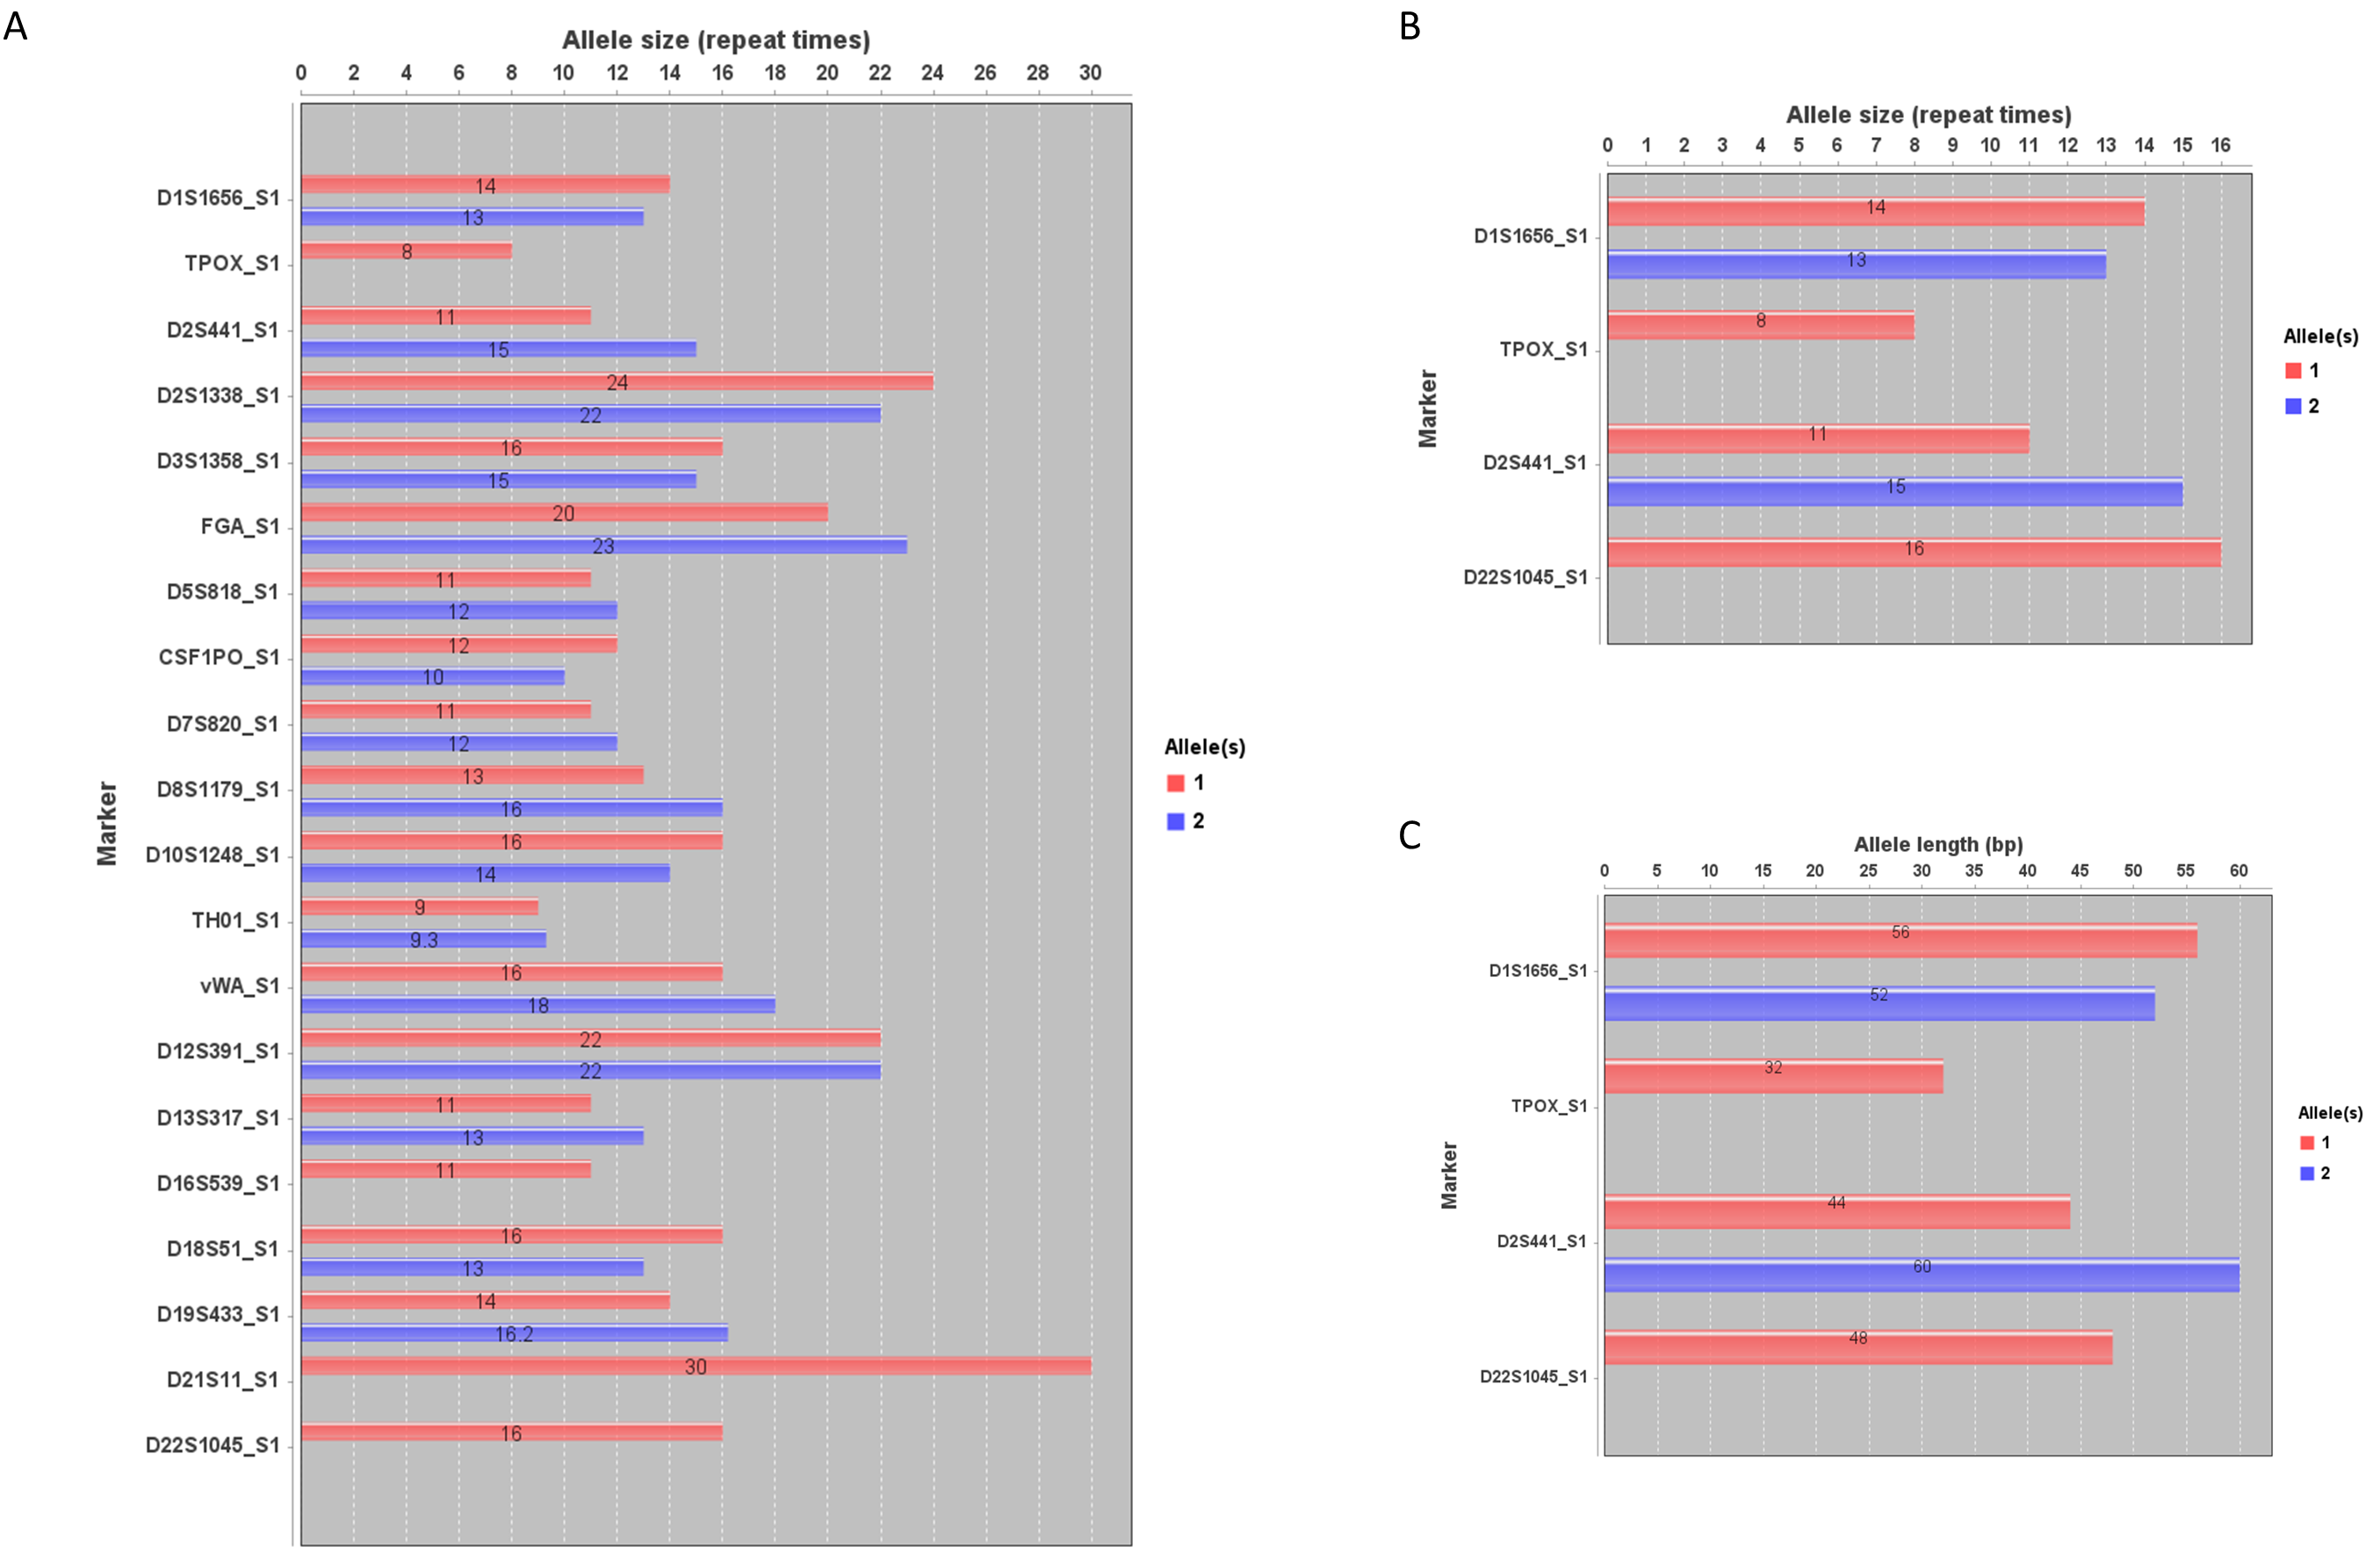 A
Allele size (repeat times)
0 2 4 6 8 10 12 14 16 18 20 22 24 26 28 30
Marker
D1S1656_S1
14
13
TPOX_S1
8
D2S441_S1
11
15
D2S1338_S1
24
22
D3S1358_S1
16
15
FGA_S1
20
23
D5S818_S1
11
12
CSF1PO_S1
12
10
D7S820_S1
11
12
D8S1179_S1
13
16
D10S1248_S1
16
14
TH01_S1
9
9.3
vWA_S1
16
18
D12S391_S1
22
22
D13S317_S1
11
13
D16S539_S1
11
D18S51_S1
16
13
D19S433_S1
14
16.2
D21S11_S1
30
D22S1045_S1
16
Allele(s)
1
2
B
Allele size (repeat times)
0 1 2 3 4 5 6 7 8 9 10 11 12 13 14 15 16
Marker
D1S1656_S1
14
13
TPOX_S1
8
D2S441_S1
11
15
D22S1045_S1
16
Allele(s)
1
2
C
Allele length (bp)
0 5 10 15 20 25 30 35 40 45 50 55 60
Marker
D1S1656_S1
56
52
TPOX_S1
32
D2S441_S1
44
60
D22S1045_S1
48
Allele(s)
1
2